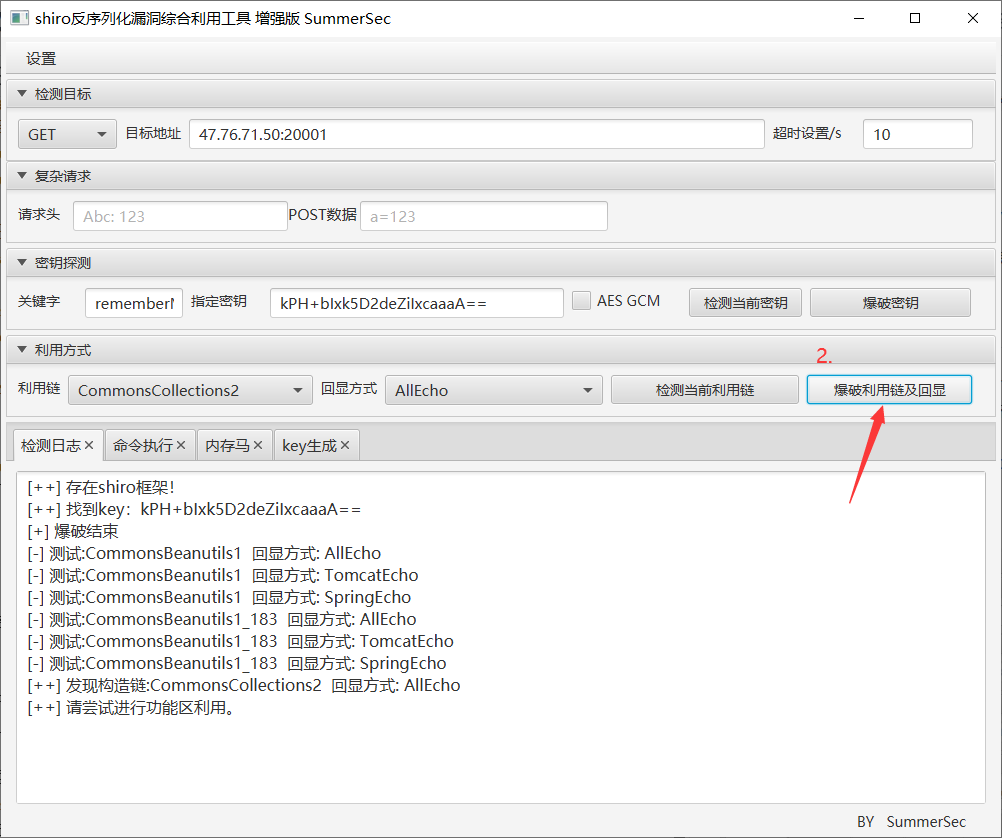 shiro反序列化漏洞综合利用工具 增强版 SummerSec
设置
检测目标
GET 目标地址 47.76.71.50:20001 超时设置/s 10
复杂请求
请求头 Abc: 123 POST数据 a=123
密钥探测
关键字 remember 指定密钥 kPH+bIxk5D2deZiIxcaaaA== AES GCM 检测当前密钥 爆破密钥
利用方式
2.
利用链 CommonsCollections2 回显方式 AllEcho 检测当前利用链 爆破利用链及回显
检测日志 × 命令执行 × 内存马 × key生成 ×
[++] 存在shiro框架！
[++] 找到key：kPH+bIxk5D2deZiIxcaaaA==
[+] 爆破结束
[-] 测试:CommonsBeanutils1 回显方式: AllEcho
[-] 测试:CommonsBeanutils1 回显方式: TomcatEcho
[-] 测试:CommonsBeanutils1 回显方式: SpringEcho
[-] 测试:CommonsBeanutils1_183 回显方式: AllEcho
[-] 测试:CommonsBeanutils1_183 回显方式: TomcatEcho
[-] 测试:CommonsBeanutils1_183 回显方式: SpringEcho
[++] 发现构造链:CommonsCollections2 回显方式: AllEcho
[++] 请尝试进行功能区利用。
BY SummerSec